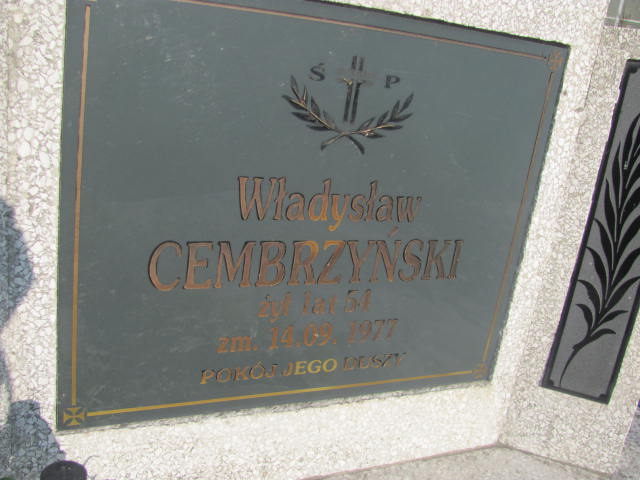 Ś P
Władysław
CEMBRZYŃSKI
żył lat 54
zm. 14.09.1977
POKÓJ JEGO DUSZY